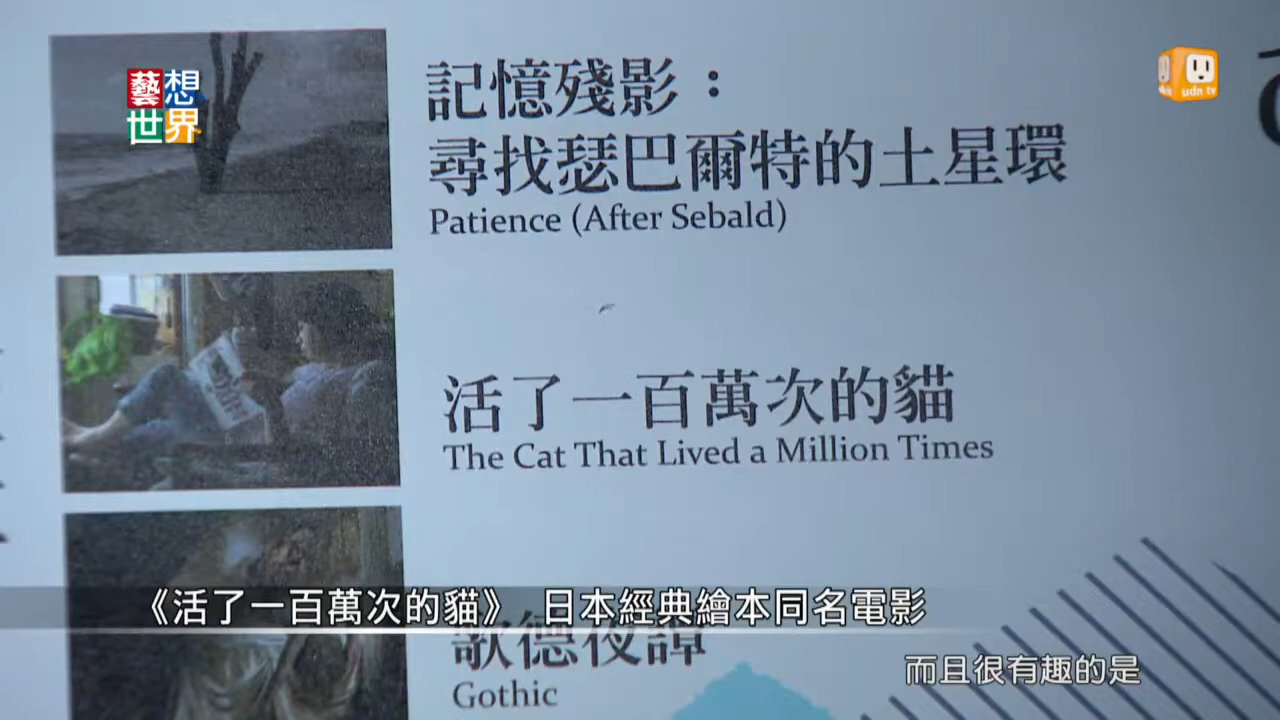 藝想
世界
udn tv
記憶殘影：
尋找瑟巴爾特的土星環
Patience (After Sebald)
活了一百萬次的貓
The Cat That Lived a Million Times
《活了一百萬次的貓》 日本經典繪本同名電影
歌德夜譚
Gothic
而且很有趣的是